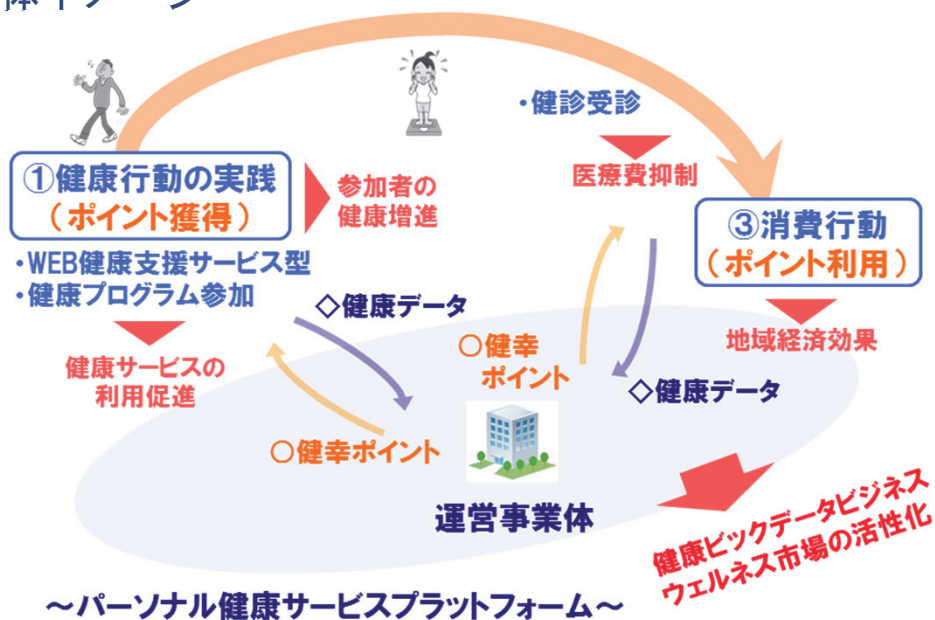 体イメージ
・健診受診
医療費抑制
①健康行動の実践
（ポイント獲得）
参加者の
健康増進
③消費行動
（ポイント利用）
・WEB健康支援サービス型
・健康プログラム参加
◇健康データ
健康サービスの
利用促進
○健幸
ポイント
◇健康データ
地域経済効果
○健幸ポイント
運営事業体
健康ビックデータビジネス
ウェルネス市場の活性化
～パーソナル健康サービスプラットフォーム～